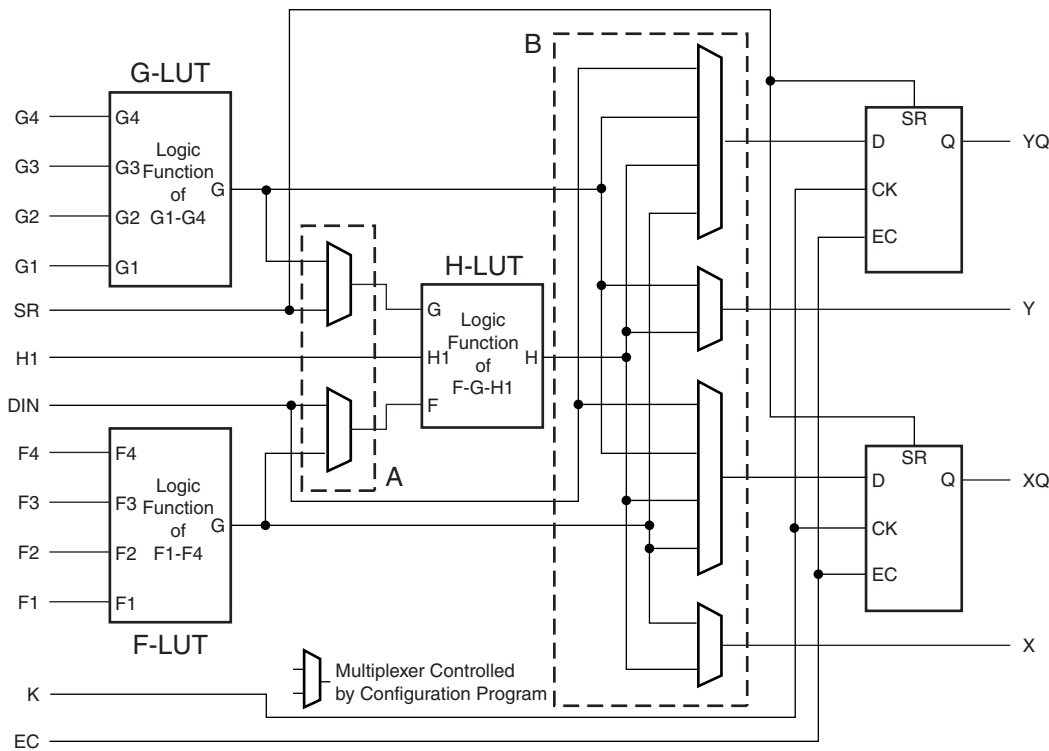 B
G-LUT
G4
G4
Logic
Function
of
G1-G4
G3
G3
G2
G2
G1
G1
G
SR
H1
DIN
H-LUT
G
H1
F
Logic
Function
of
F-G-H1
H
A
F4
F4
Logic
Function
of
F1-F4
F3
F3
F2
F2
F1
F1
G
F-LUT
SR
D
Q
CK
EC
YQ
Y
SR
D
Q
CK
EC
XQ
X
Multiplexer Controlled
by Configuration Program
K
EC